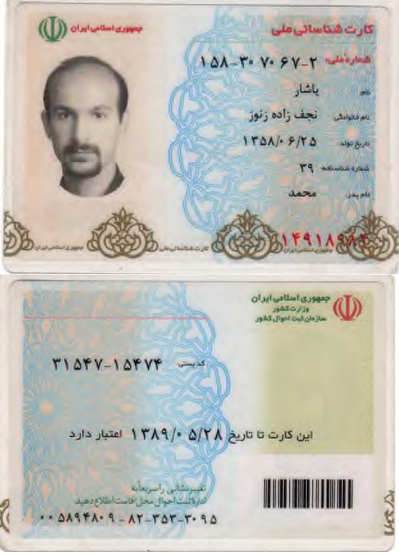 کارت شناسائی ملی
جمهوری اسلامی ایران
شماره ملی: ۱۵۸-۳۰۷۰۶۷-۲
نام یاشار
نام خانوادگی نجف زاده زنوز
تاریخ تولد: ۱۳۵۸/۰۶/۲۵
شماره شناسنامه ۳۹
نام پدر: محمد
کارت شناسائی ملی
جمهوری اسلامی ایران
جمهوری اسلامی ایران
وزارت کشور
سازمان ثبت احوال کشور
کد پستی: ۳۱۵۴۷-۱۵۴۷۴
این کارت تا تاریخ ۱۳۸۹/۰۵/۲۸ اعتبار دارد
تغییر نشانی را سریعا به
اداره ثبت احوال محل اقامت اطلاع دهید
۰۰۵۸۹۴۸۰۹-۸۲-۳۵۳-۳۰۹۵